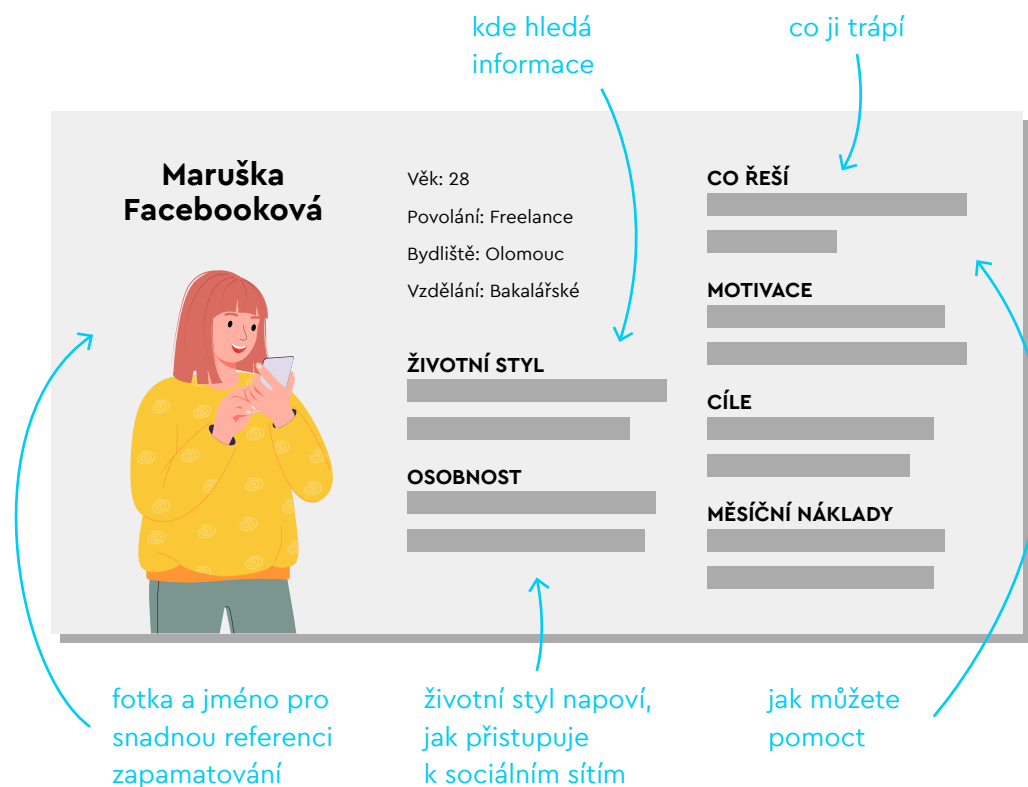 kde hledá
informace
co ji trápí
Maruška
Facebooková
Věk: 28
Povolání: Freelance
Bydliště: Olomouc
Vzdělání: Bakalářské
ŽIVOTNÍ STYL
OSOBNOST
CO ŘEŠÍ
MOTIVACE
CÍLE
MĚSÍČNÍ NÁKLADY
fotka a jméno pro
snadnou referenci
zapamatování
životní styl napoví,
jak přistupuje
k sociálním sítím
jak můžete
pomoct